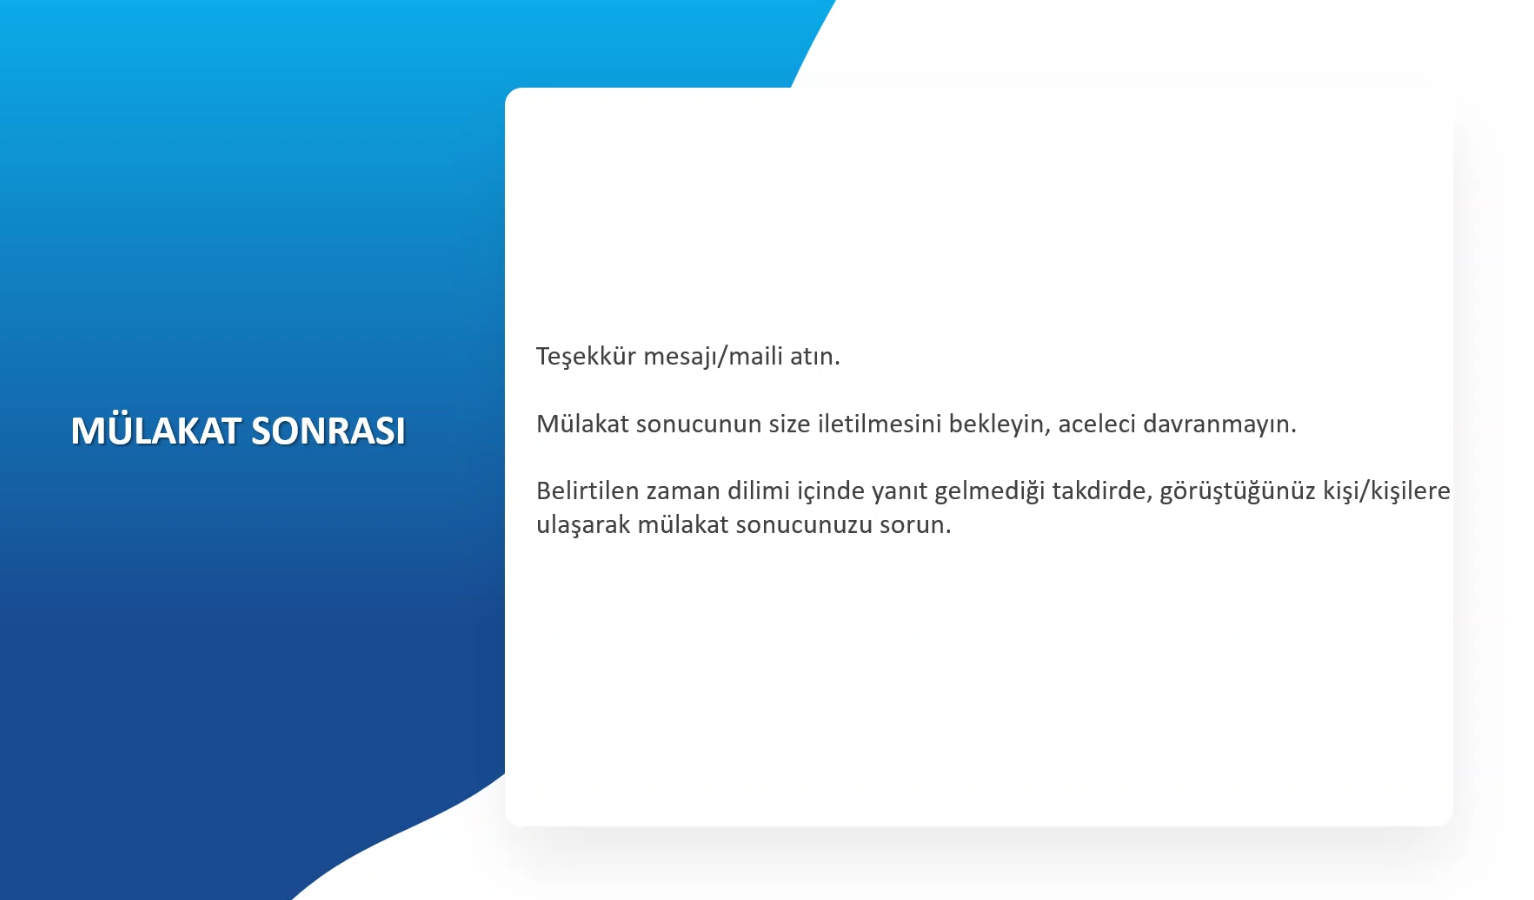 MÜLAKAT SONRASI
Teşekkür mesajı/maili atın.
Mülakat sonucunun size iletilmesini bekleyin, aceleci davranmayın.
Belirtilen zaman dilimi içinde yanıt gelmediği takdirde, görüştüğünüz kişi/kişilere
ulaşarak mülakat sonucunuzu sorun.